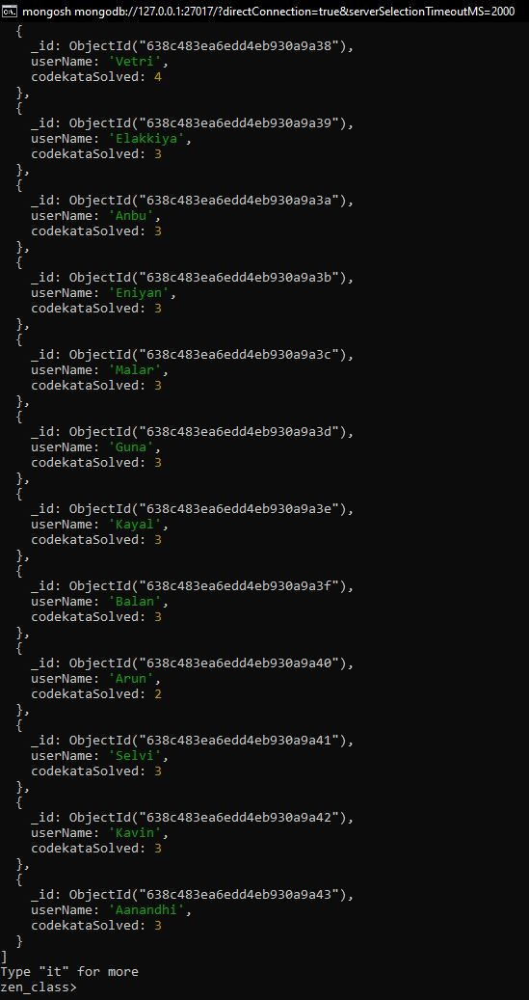 mongosh mongodb://127.0.0.1:27017/?directConnection=true&serverSelectionTimeoutMS=2000
{
_id: ObjectId("638c483ea6edd4eb930a9a38"),
userName: 'Vetri',
codekataSolved: 4
},
{
_id: ObjectId("638c483ea6edd4eb930a9a39"),
userName: 'Elakkiya',
codekataSolved: 3
},
{
_id: ObjectId("638c483ea6edd4eb930a9a3a"),
userName: 'Anbu',
codekataSolved: 3
},
{
_id: ObjectId("638c483ea6edd4eb930a9a3b"),
userName: 'Eniyan',
codekataSolved: 3
},
{
_id: ObjectId("638c483ea6edd4eb930a9a3c"),
userName: 'Malar',
codekataSolved: 3
},
{
_id: ObjectId("638c483ea6edd4eb930a9a3d"),
userName: 'Guna',
codekataSolved: 3
},
{
_id: ObjectId("638c483ea6edd4eb930a9a3e"),
userName: 'Kayal',
codekataSolved: 3
},
{
_id: ObjectId("638c483ea6edd4eb930a9a3f"),
userName: 'Balan',
codekataSolved: 3
},
{
_id: ObjectId("638c483ea6edd4eb930a9a40"),
userName: 'Arun',
codekataSolved: 2
},
{
_id: ObjectId("638c483ea6edd4eb930a9a41"),
userName: 'Selvi',
codekataSolved: 3
},
{
_id: ObjectId("638c483ea6edd4eb930a9a42"),
userName: 'Kavin',
codekataSolved: 3
},
{
_id: ObjectId("638c483ea6edd4eb930a9a43"),
userName: 'Aanandhi',
codekataSolved: 3
}
]
Type "it" for more
zen_class>